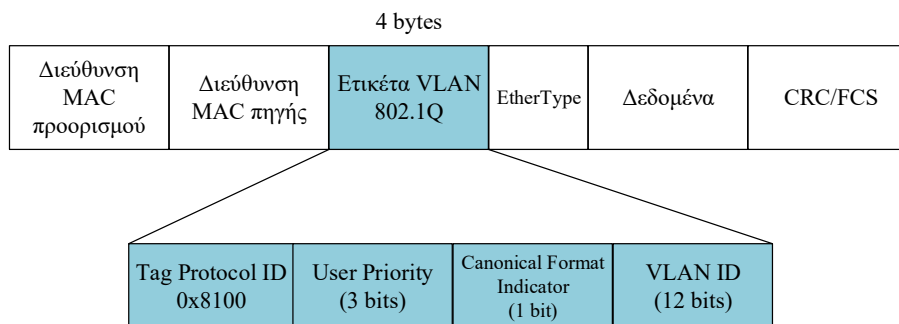 4 bytes
Διεύθυνση
MAC
προορισμού
Διεύθυνση
MAC πηγής
Ετικέτα VLAN
802.1Q
EtherType
Δεδομένα
CRC/FCS
Tag Protocol ID
0x8100
User Priority
(3 bits)
Canonical Format
Indicator
(1 bit)
VLAN ID
(12 bits)